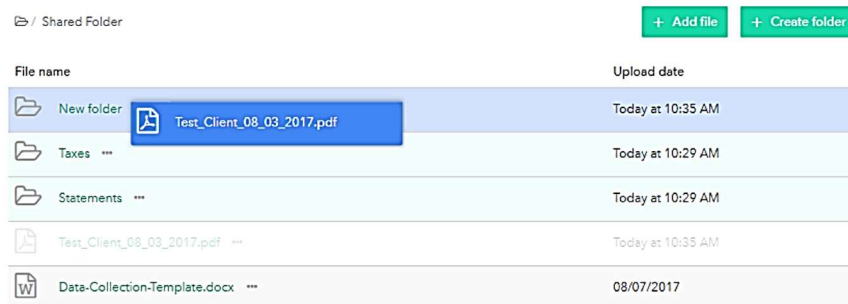 / Shared Folder + Add file + Create folder
File name Upload date
New folder Today at 10:35 AM
Test_Client_08_03_2017.pdf
Taxes ··· Today at 10:29 AM
Statements ··· Today at 10:29 AM
Test_Client_08_03_2017.pdf ··· Today at 10:35 AM
W Data-Collection-Template.docx ··· 08/07/2017